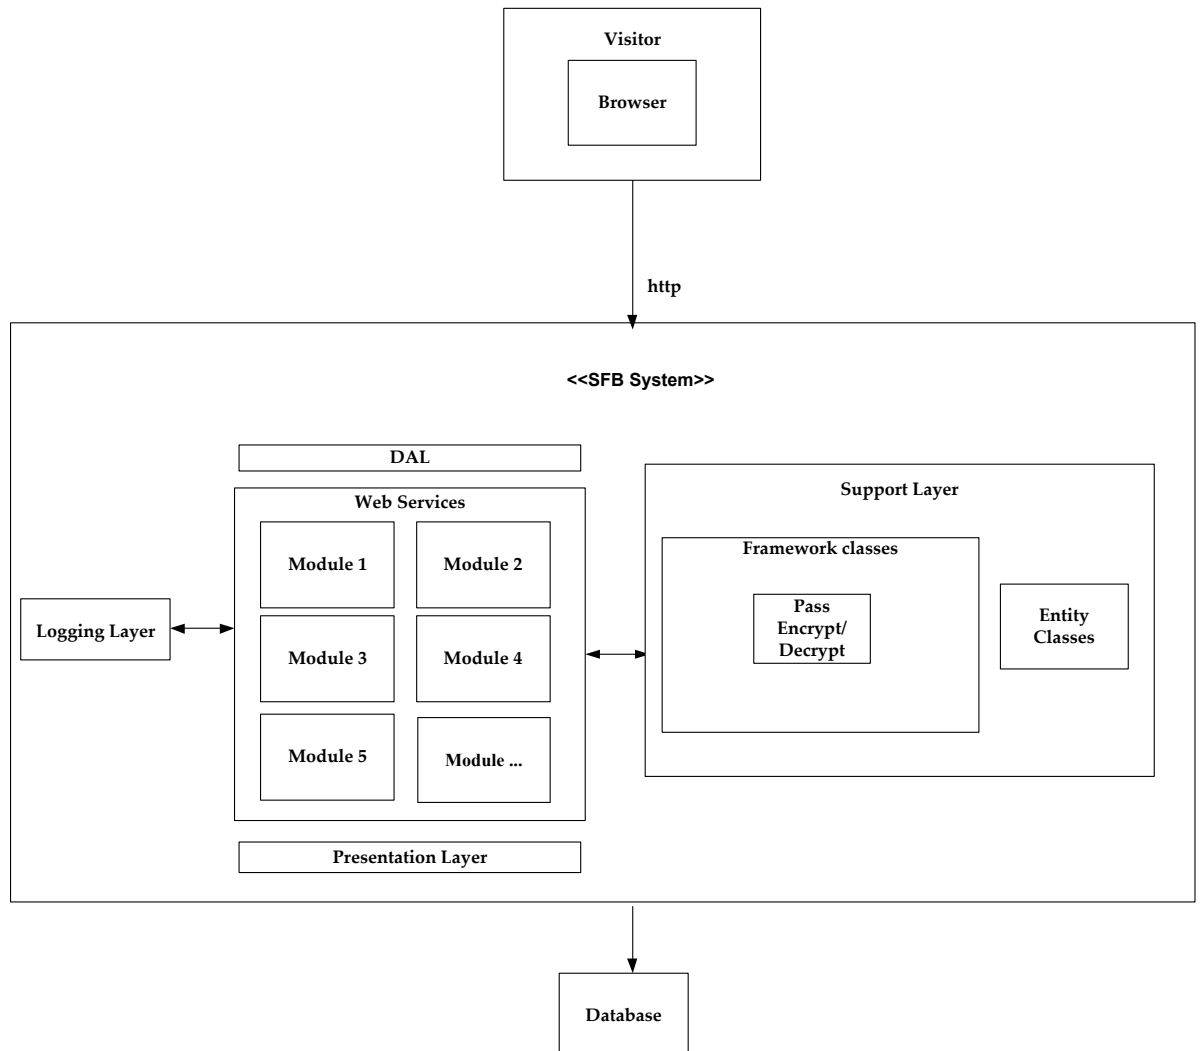 Visitor
Browser
http
<<SFB System>>
DAL
Web Services
Module 1
Module 2
Module 3
Module 4
Module 5
Module ...
Logging Layer
Presentation Layer
Support Layer
Framework classes
Pass
Encrypt/
Decrypt
Entity
Classes
Database